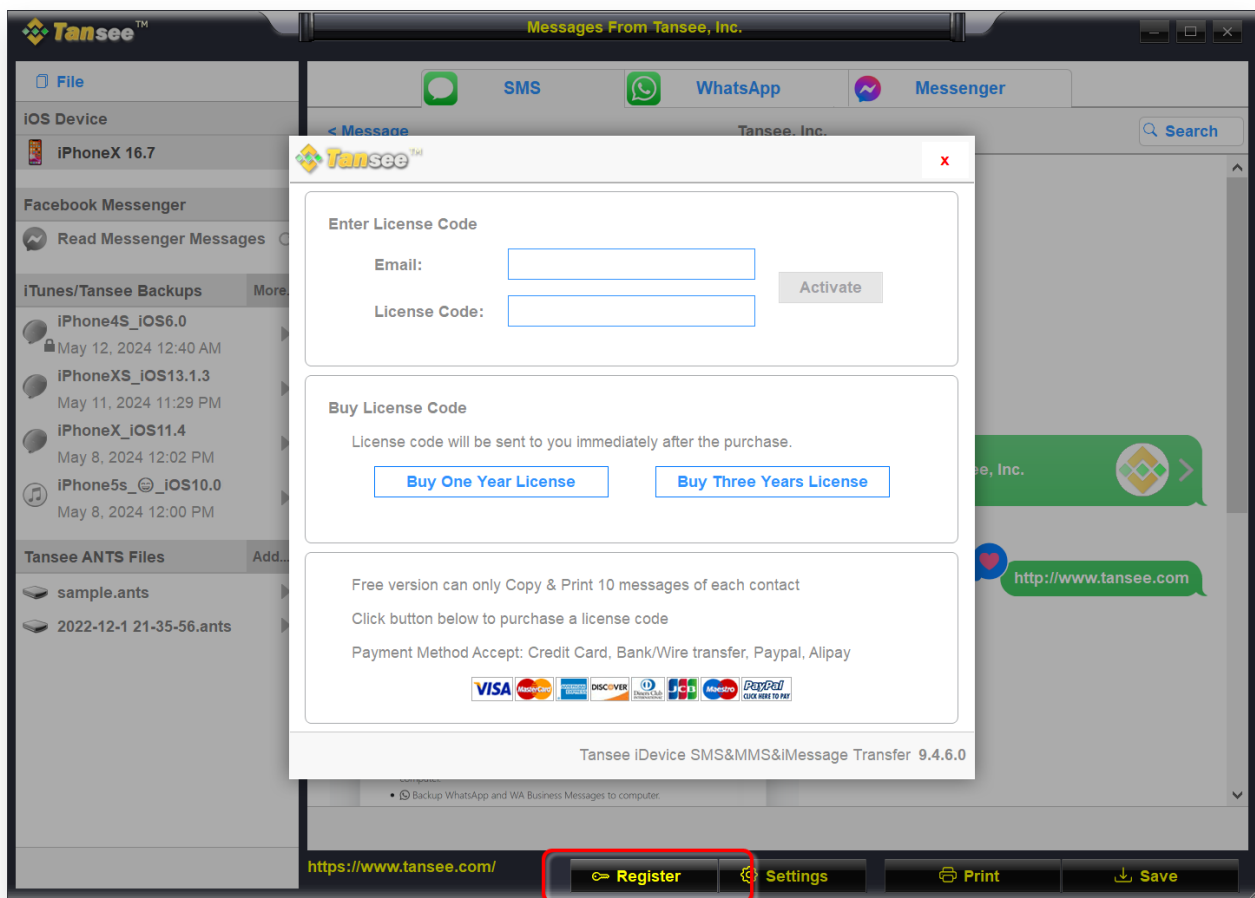 Tansee™
Messages From Tansee, Inc.
File
SMS
WhatsApp
Messenger
iOS Device
iPhoneX 16.7
< Message
Tansee, Inc.
Search
Facebook Messenger
Read Messenger Messages
iTunes/Tansee Backups
More.
iPhone4S_iOS6.0
May 12, 2024 12:40 AM
iPhoneXS_iOS13.1.3
May 11, 2024 11:29 PM
iPhoneX_iOS11.4
May 8, 2024 12:02 PM
iPhone5s_😄_iOS10.0
May 8, 2024 12:00 PM
Tansee ANTS Files
Add...
sample.ants
2022-12-1 21-35-56.ants
Tansee™
x
Enter License Code
Email:
License Code:
Activate
Buy License Code
License code will be sent to you immediately after the purchase.
Buy One Year License
Buy Three Years License
Free version can only Copy & Print 10 messages of each contact
Click button below to purchase a license code
Payment Method Accept: Credit Card, Bank/Wire transfer, Paypal, Alipay
VISA MasterCard DISCOVER Diners Club JCB Maestro PayPal
CLICK HERE TO PAY
Tansee iDevice SMS&MMS&iMessage Transfer 9.4.6.0
ee, Inc.
http://www.tansee.com
computer.
• Backup WhatsApp and WA Business Messages to computer.
https://www.tansee.com/
Register
Settings
Print
Save